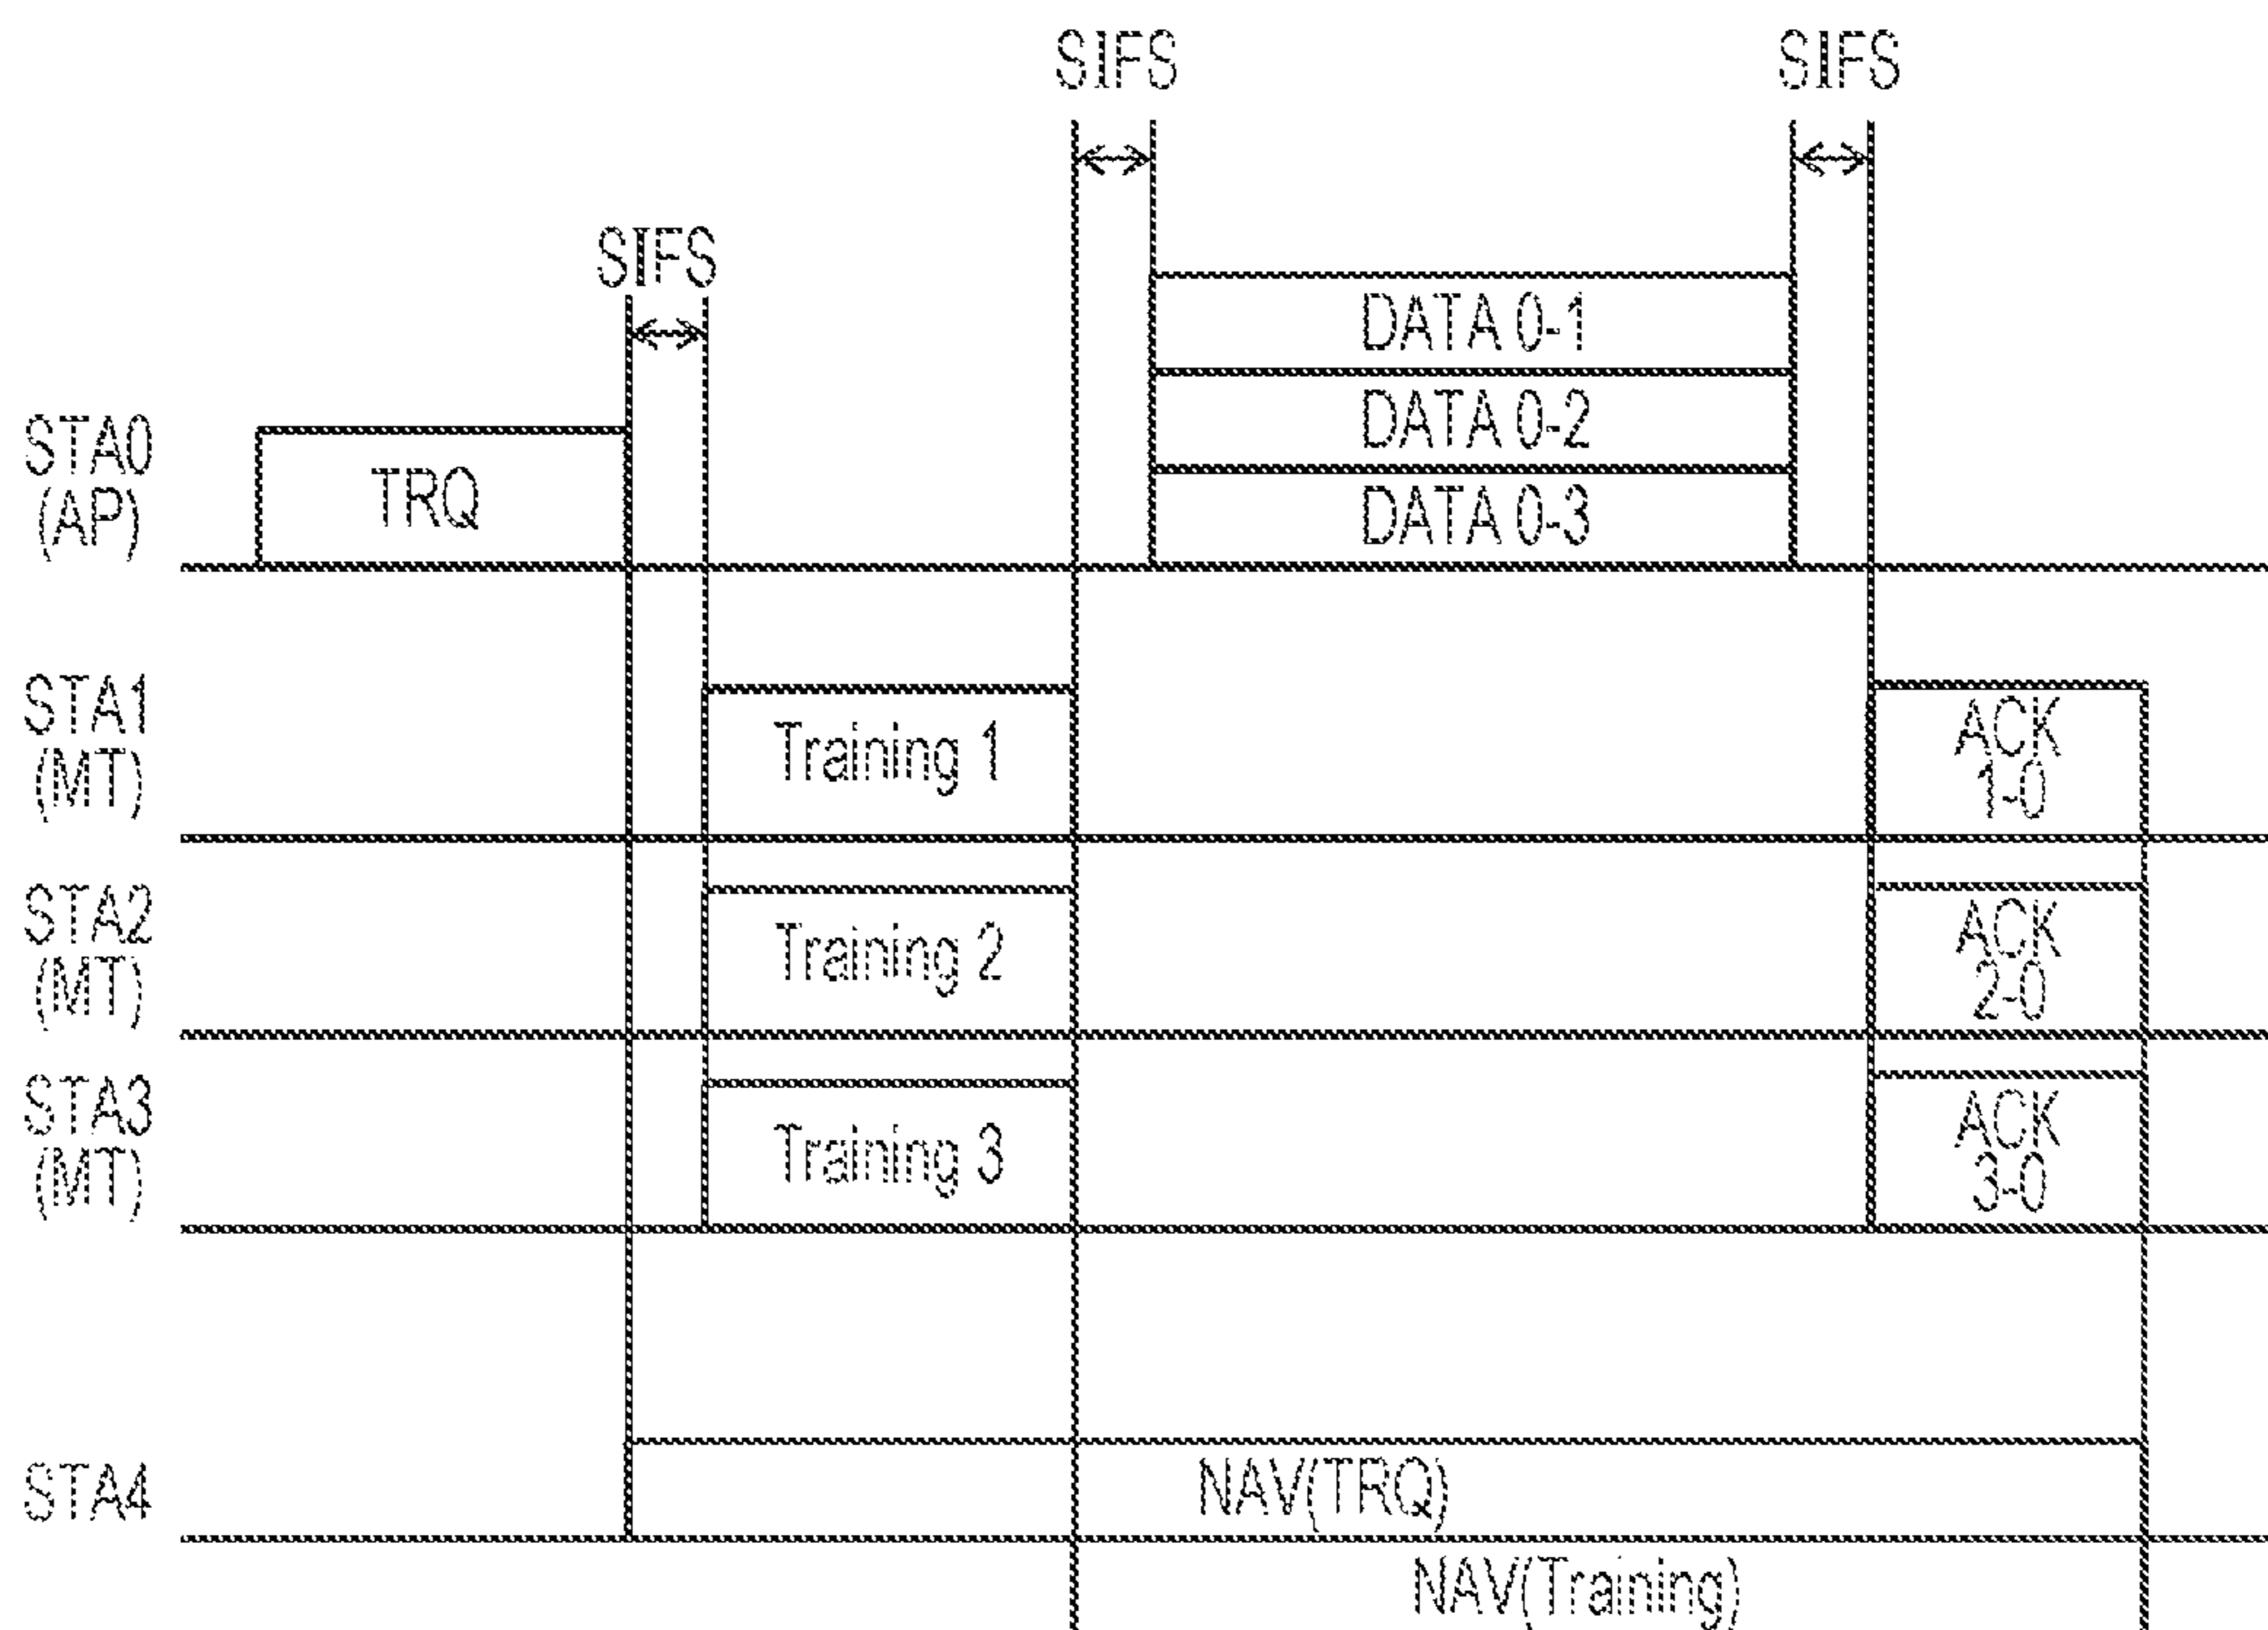 SIFS
SIFS
SIFS
DATA 0-1
DATA 0-2
DATA 0-3
STA0
(AP)
TRQ
STA1
(MT)
Training 1
ACK
1-0
STA2
(MT)
Training 2
ACK
2-0
STA3
(MT)
Training 3
ACK
3-0
STA4
NAV(TRQ)
NAV(Training)